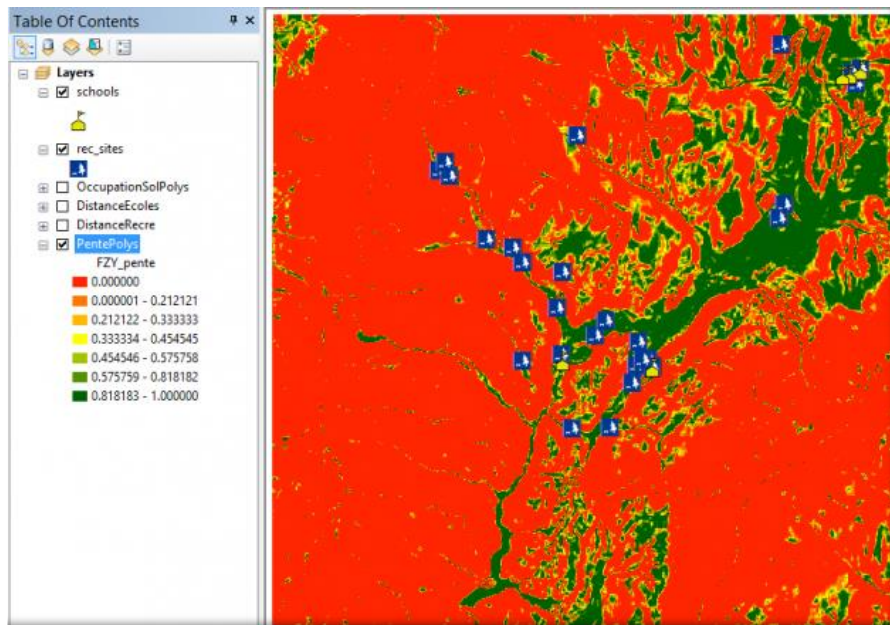 Table Of Contents
Layers
schools
rec_sites
OccupationSolPolys
DistanceEcoles
DistanceRecre
PentePolys
FZY_pente
0.000000
0.000001 - 0.212121
0.212122 - 0.333333
0.333334 - 0.454545
0.454546 - 0.575758
0.575759 - 0.818182
0.818183 - 1.000000